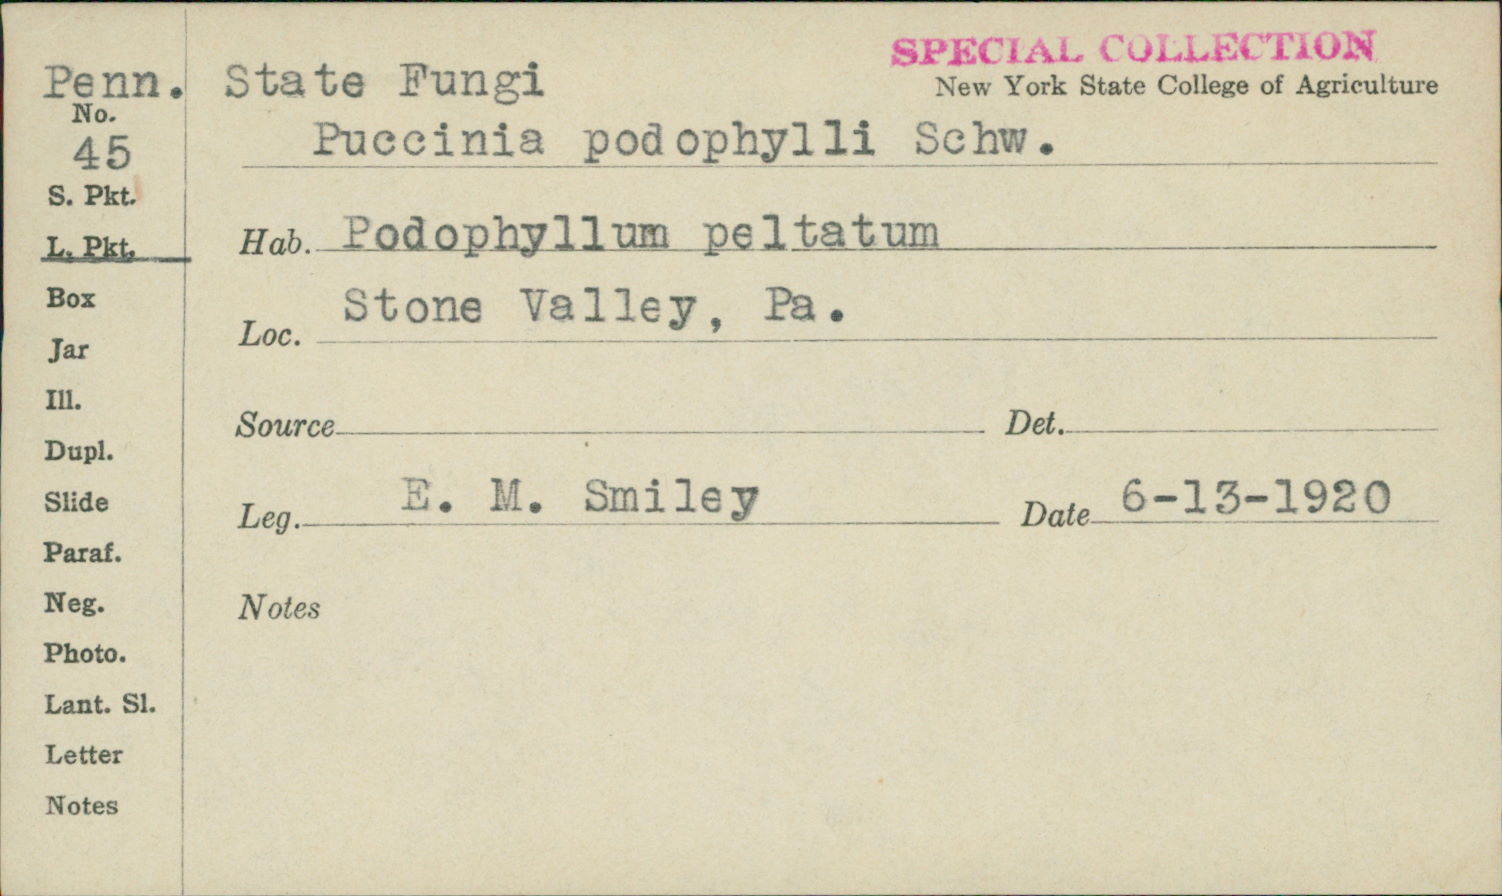 SPECIAL COLLECTION
Penn. State Fungi
New York State College of Agriculture
No.
45
Puccinia podophylli Schw.
S. Pkt.
L. Pkt.
Hab. Podophyllum peltatum
Box
Stone Valley, Pa.
Jar
Loc.
Ill.
Source
Det.
Dupl.
Slide
Leg. E. M. Smiley
Date 6-13-1920
Paraf.
Neg.
Notes
Photo.
Lant. Sl.
Letter
Notes